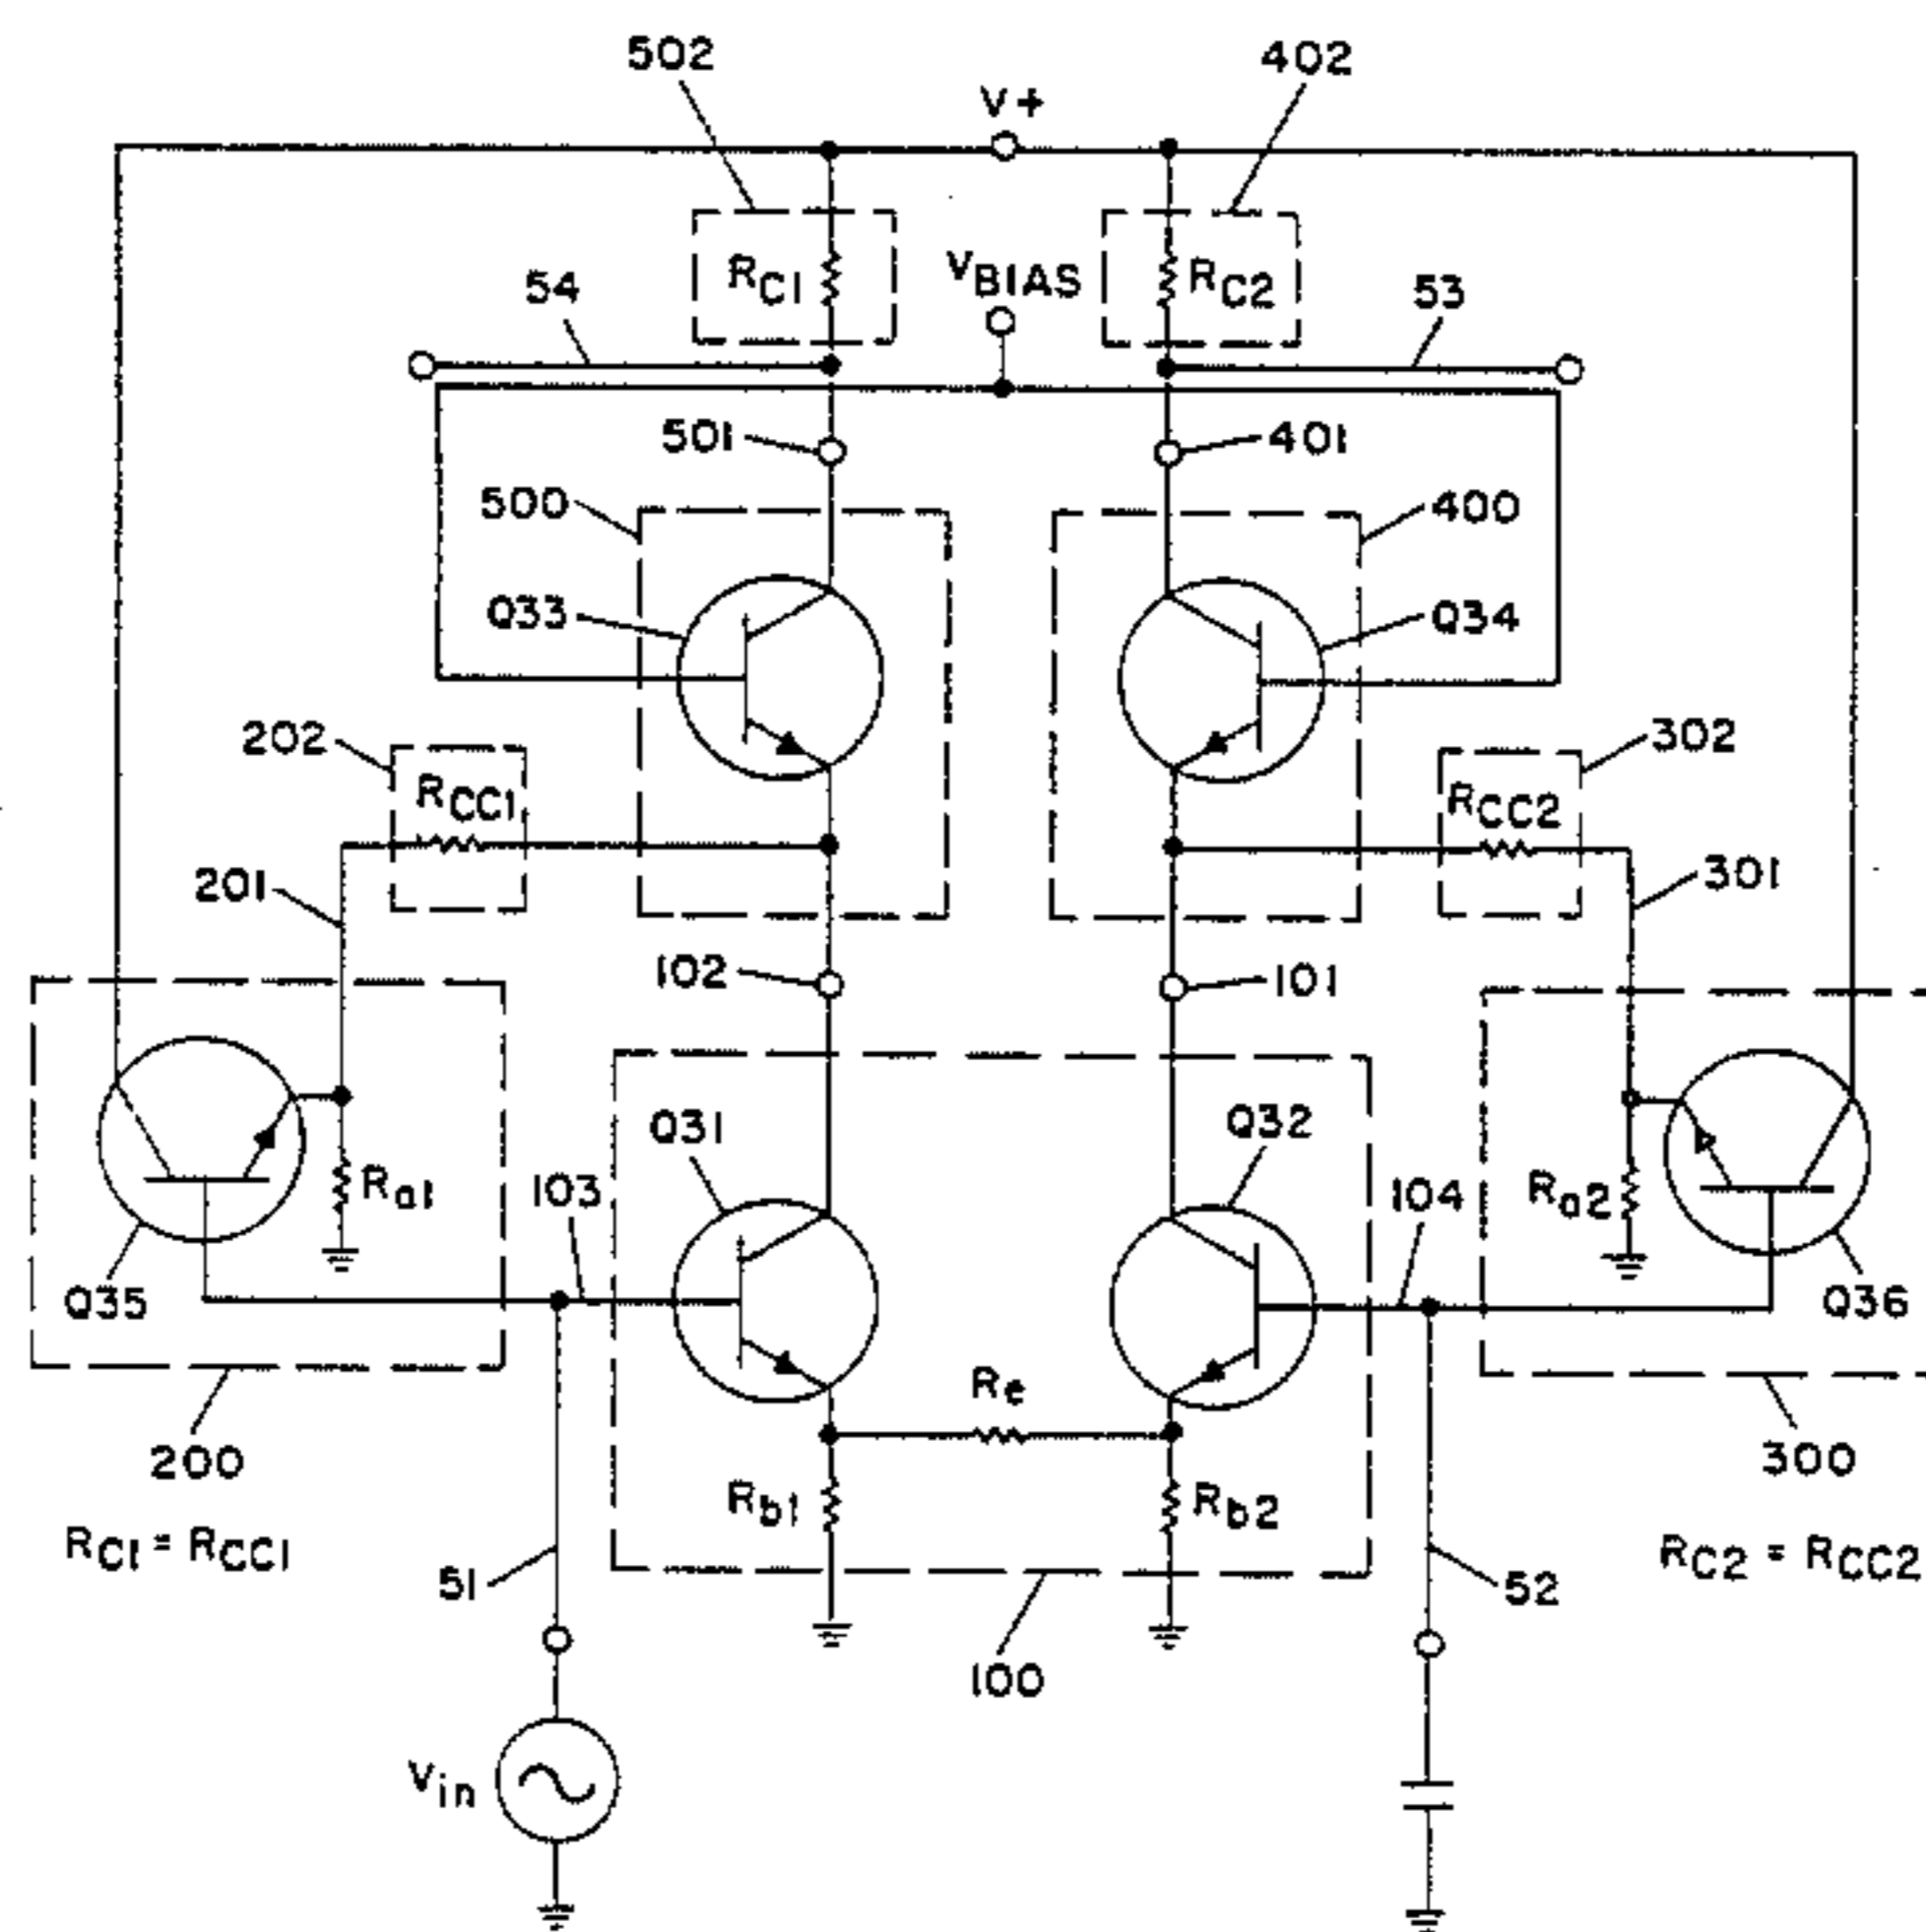 502
402
V+
RC1
VBIAS
RC2
54
53
501
401
500
400
Q33
Q34
202
RCC1
302
RCC2
201
301
102
101
Q31
Q32
103
104
Ra1
Ra2
Q35
Q36
Re
200
300
Rb1
Rb2
RC1 = RCC1
RC2 = RCC2
51
52
100
Vin